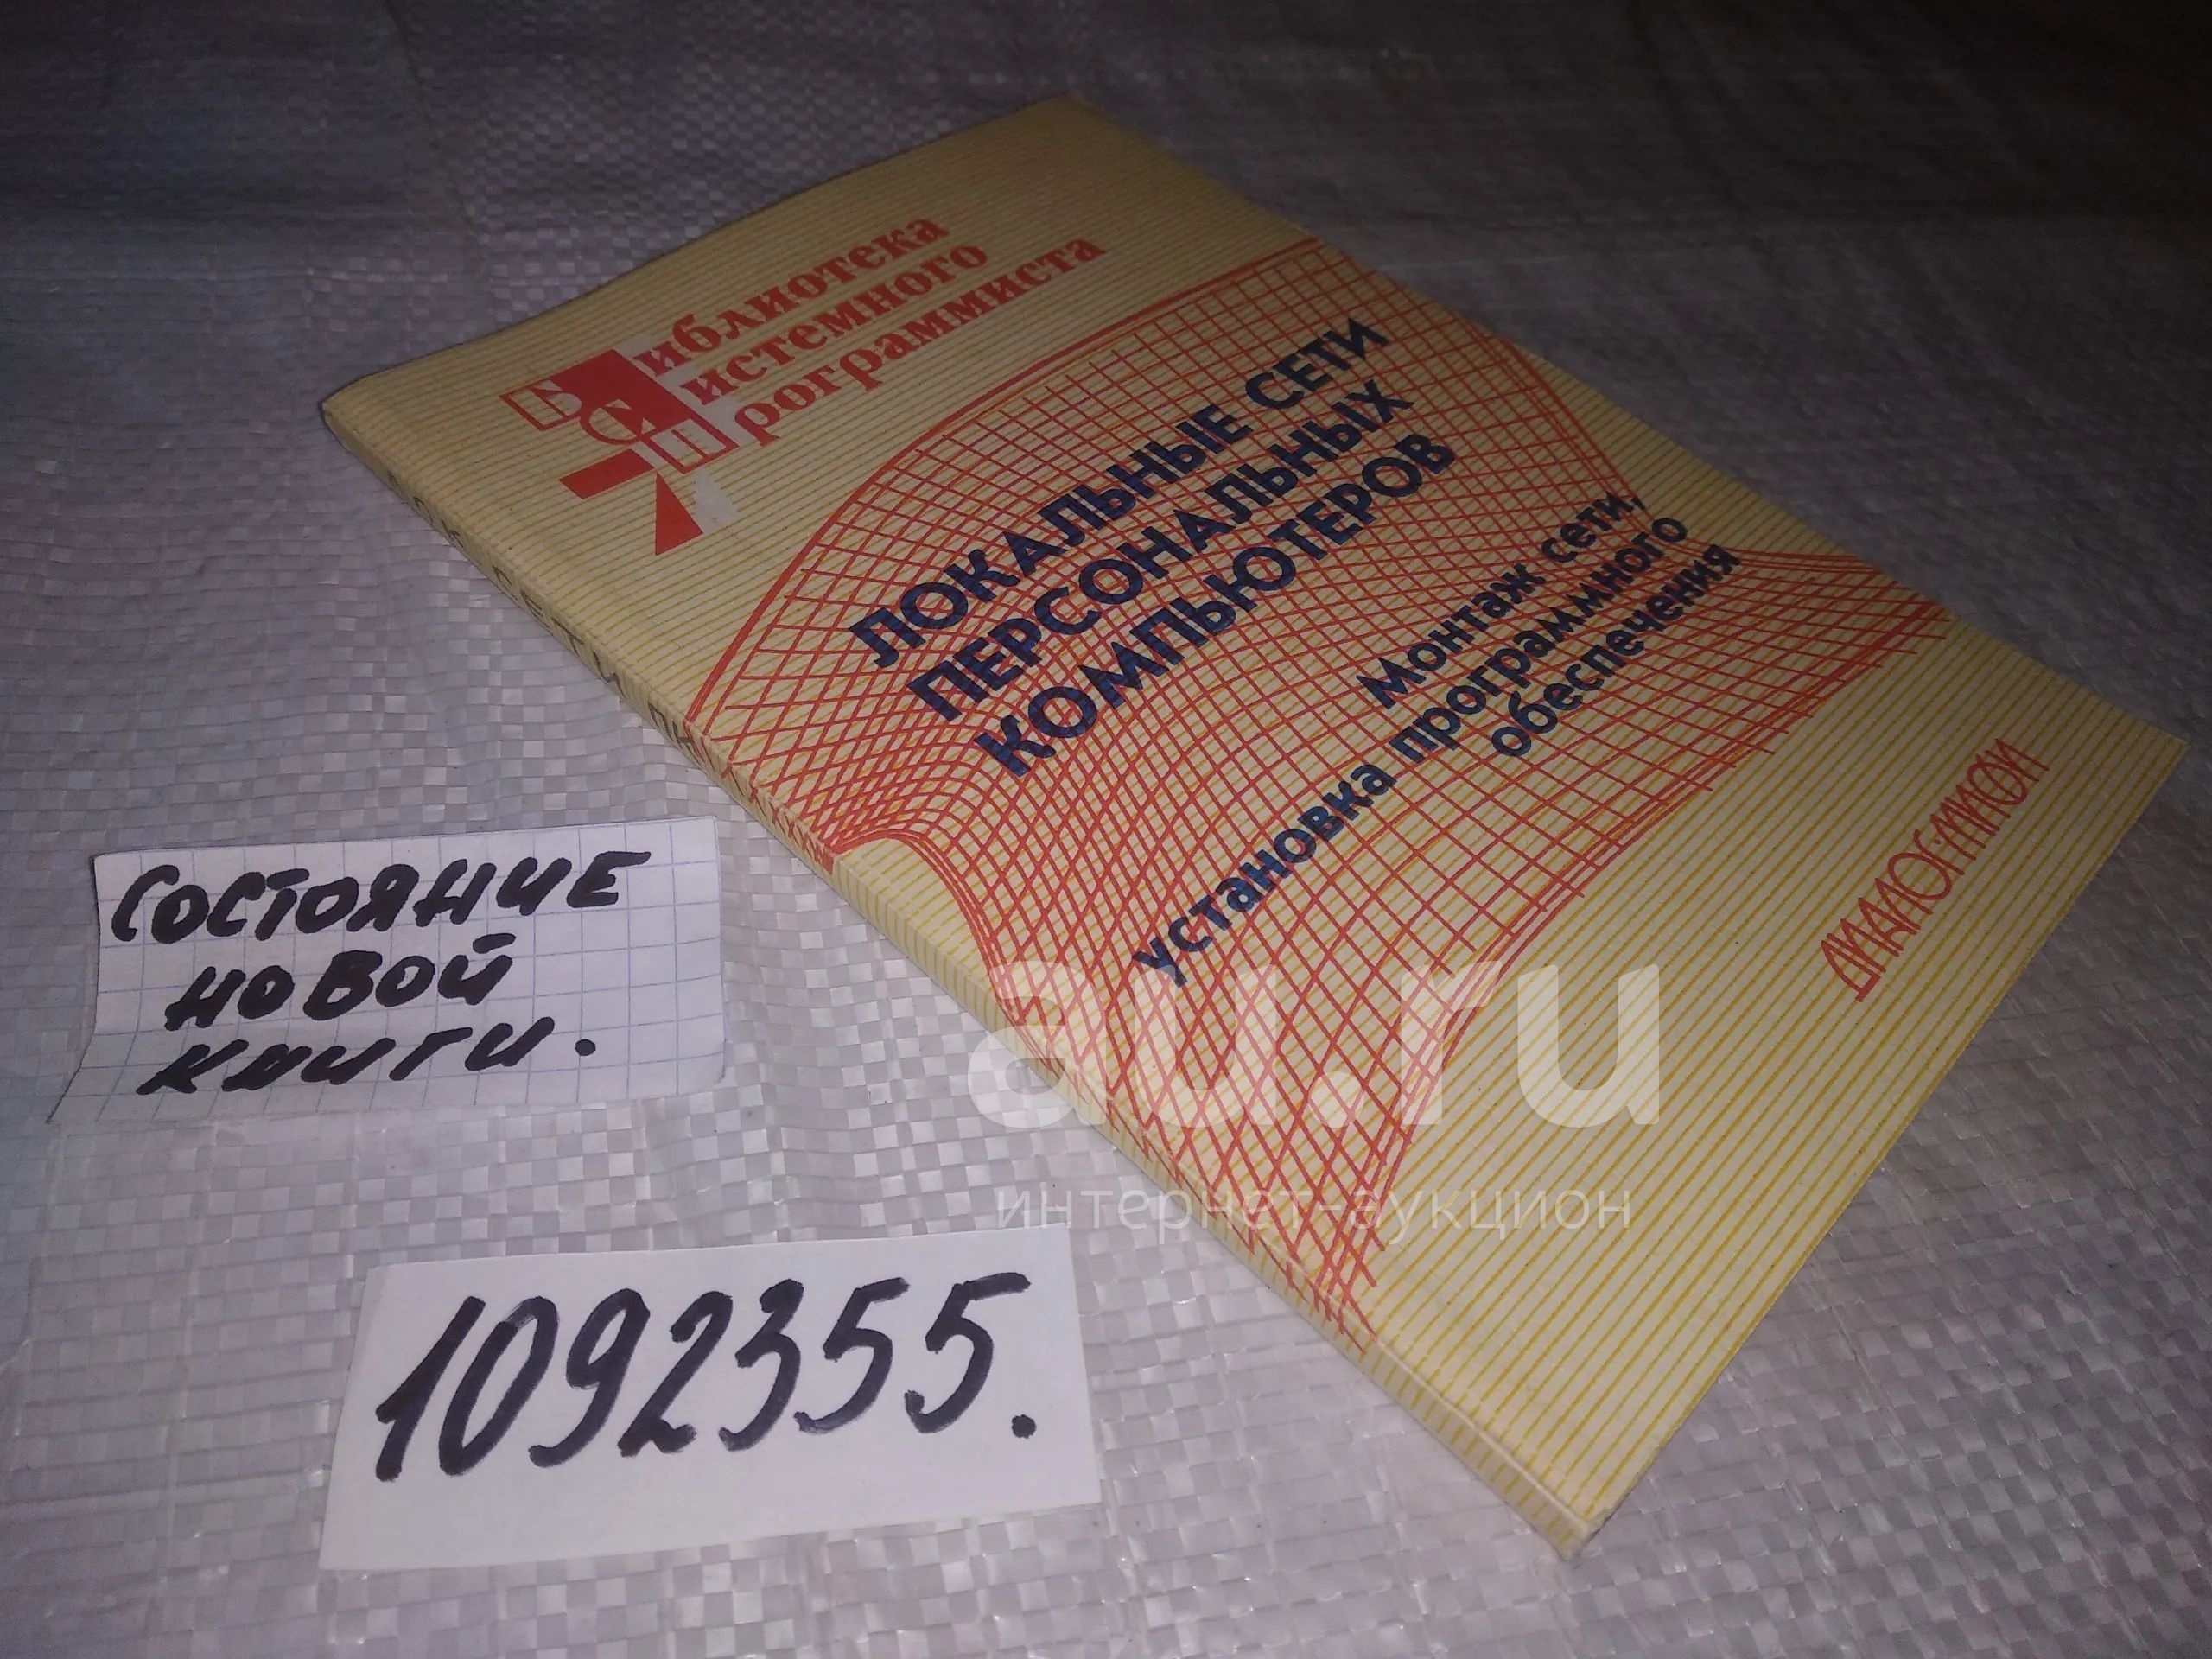 Библиотека
Системного
Программиста
7
ЛОКАЛЬНЫЕ СЕТИ
ПЕРСОНАЛЬНЫХ
КОМПЬЮТЕРОВ
Монтаж сети,
установка программного
обеспечения
ДИАЛОГ-МИФИ
СОСТОЯНИЕ
НОВОЙ
КНИГИ.
1092355.
au.ru
интернет-аукцион